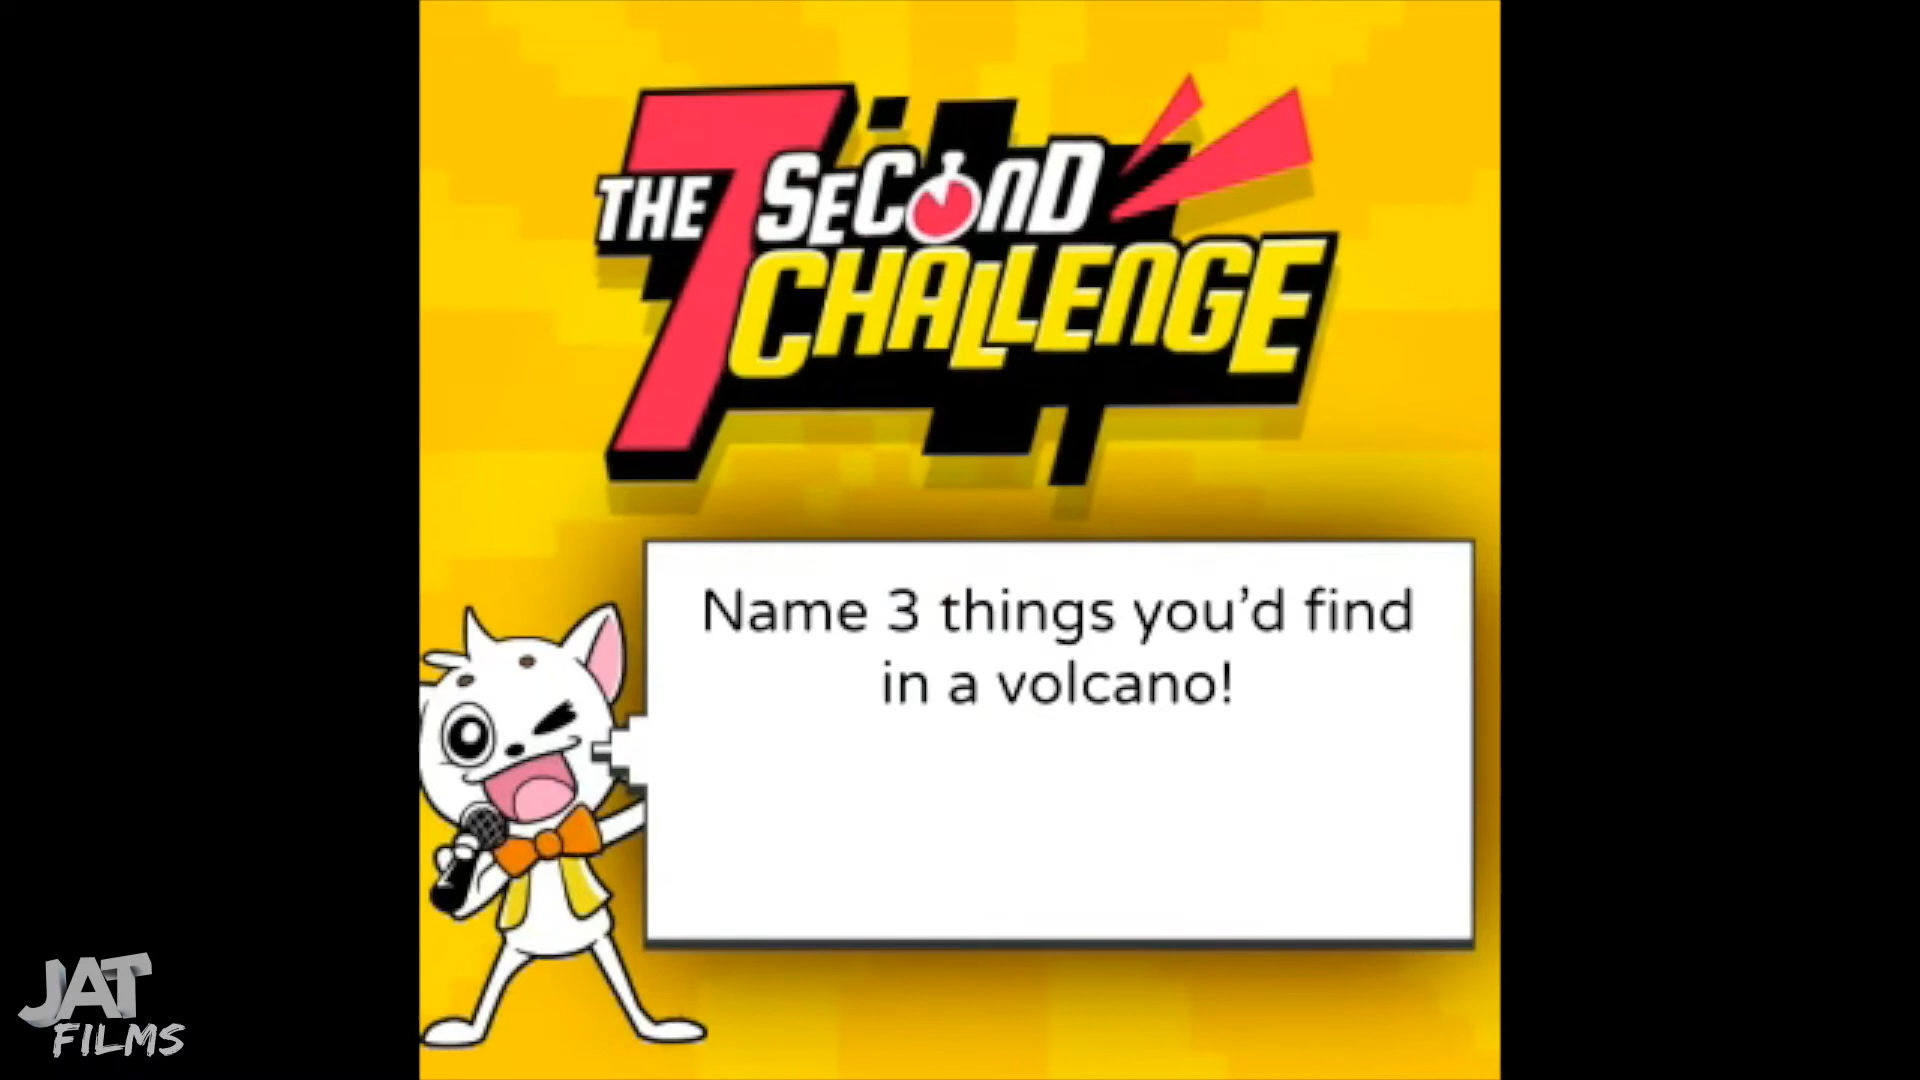 THE 7 SECOND
CHALLENGE
Name 3 things you’d find
in a volcano!
JAT
FILMS